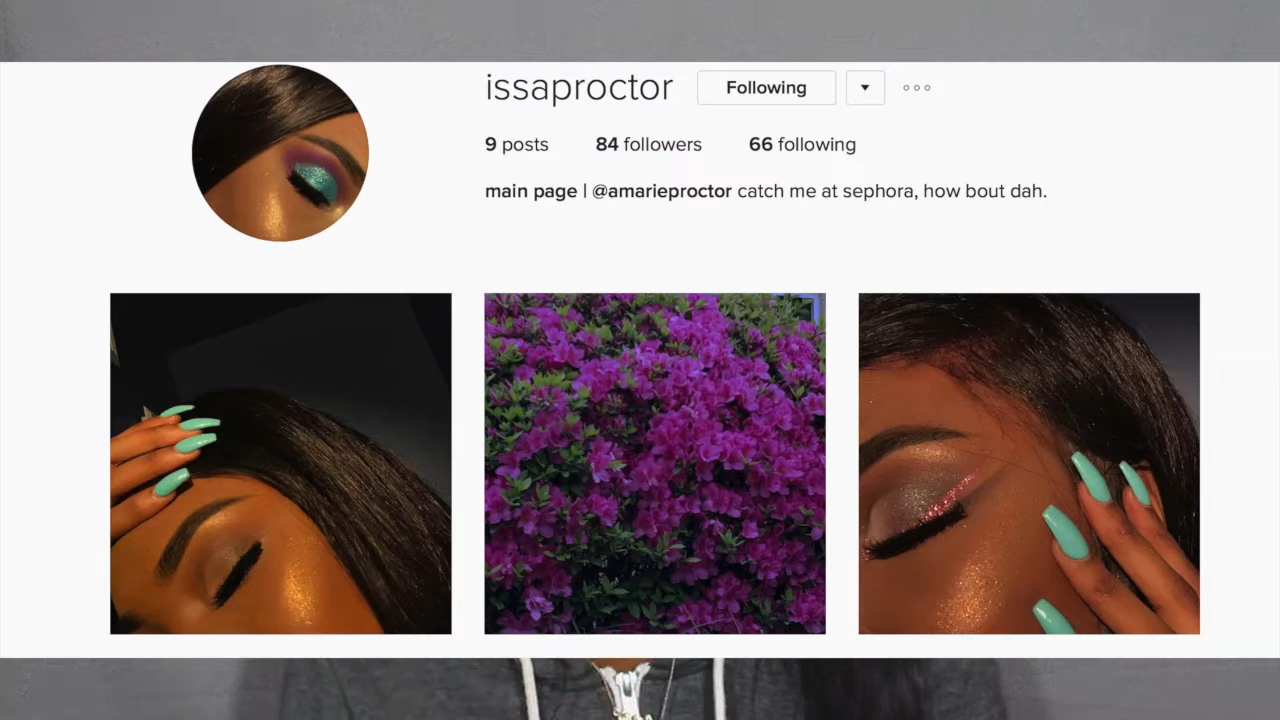 issaproctor Following
9 posts 84 followers 66 following
main page | @amarieproctor catch me at sephora, how bout dah.